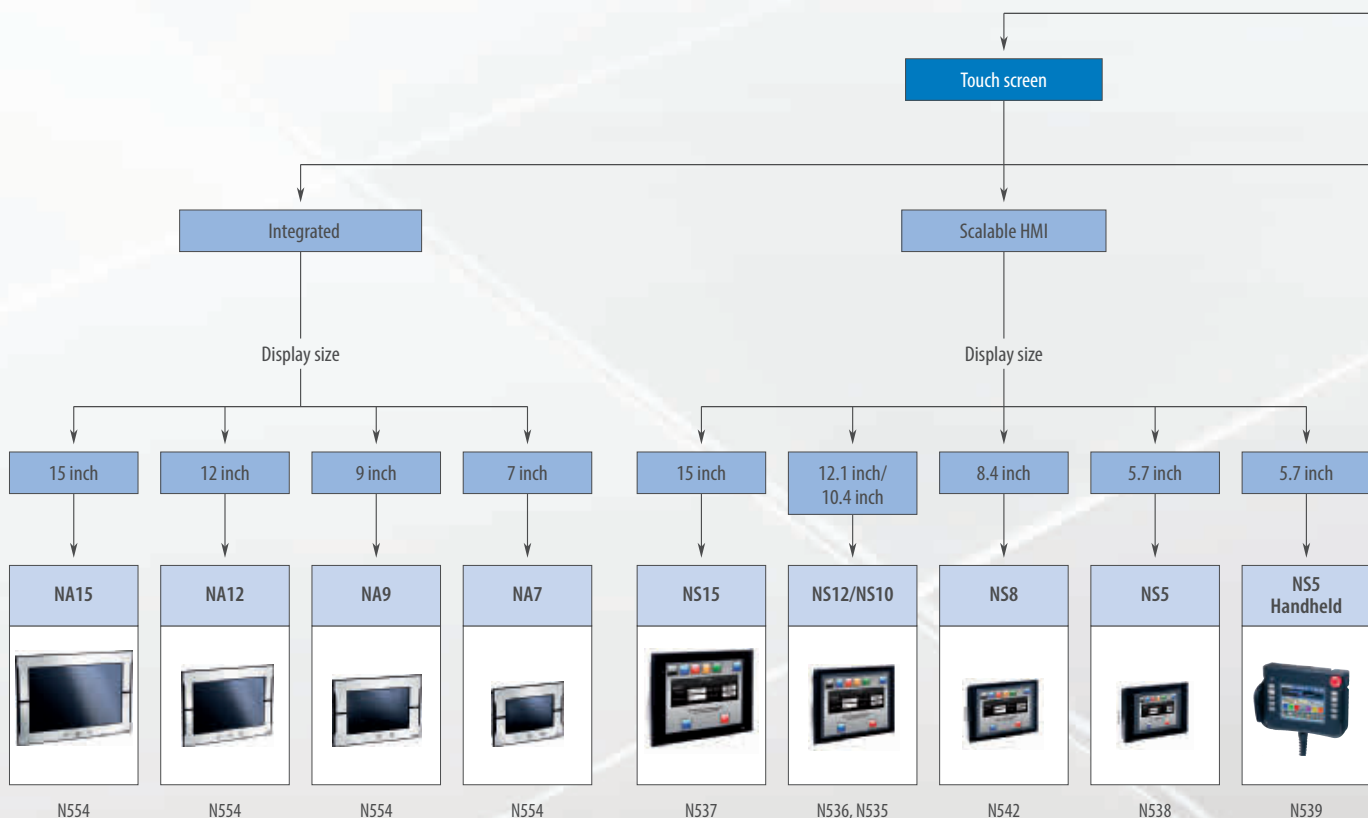 Touch screen
Integrated
Scalable HMI
Display size
Display size
15 inch
12 inch
9 inch
7 inch
15 inch
12.1 inch/
10.4 inch
8.4 inch
5.7 inch
5.7 inch
NA15
NA12
NA9
NA7
NS15
NS12/NS10
NS8
NS5
NS5
Handheld
N554
N554
N554
N554
N537
N536, N535
N542
N538
N539